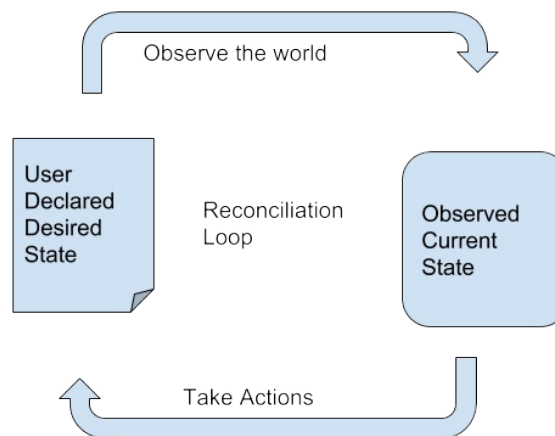 Observe the world
User
Declared
Desired
State
Reconciliation
Loop
Observed
Current
State
Take Actions